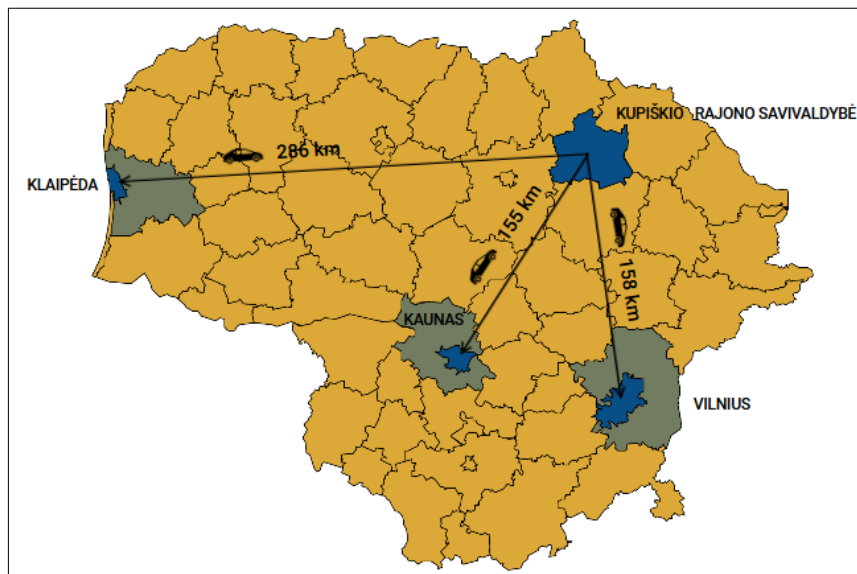 KUPIŠKIO RAJONO SAVIVALDYBĖ
286 km
KLAIPĖDA
155 km
158 km
KAUNAS
VILNIUS